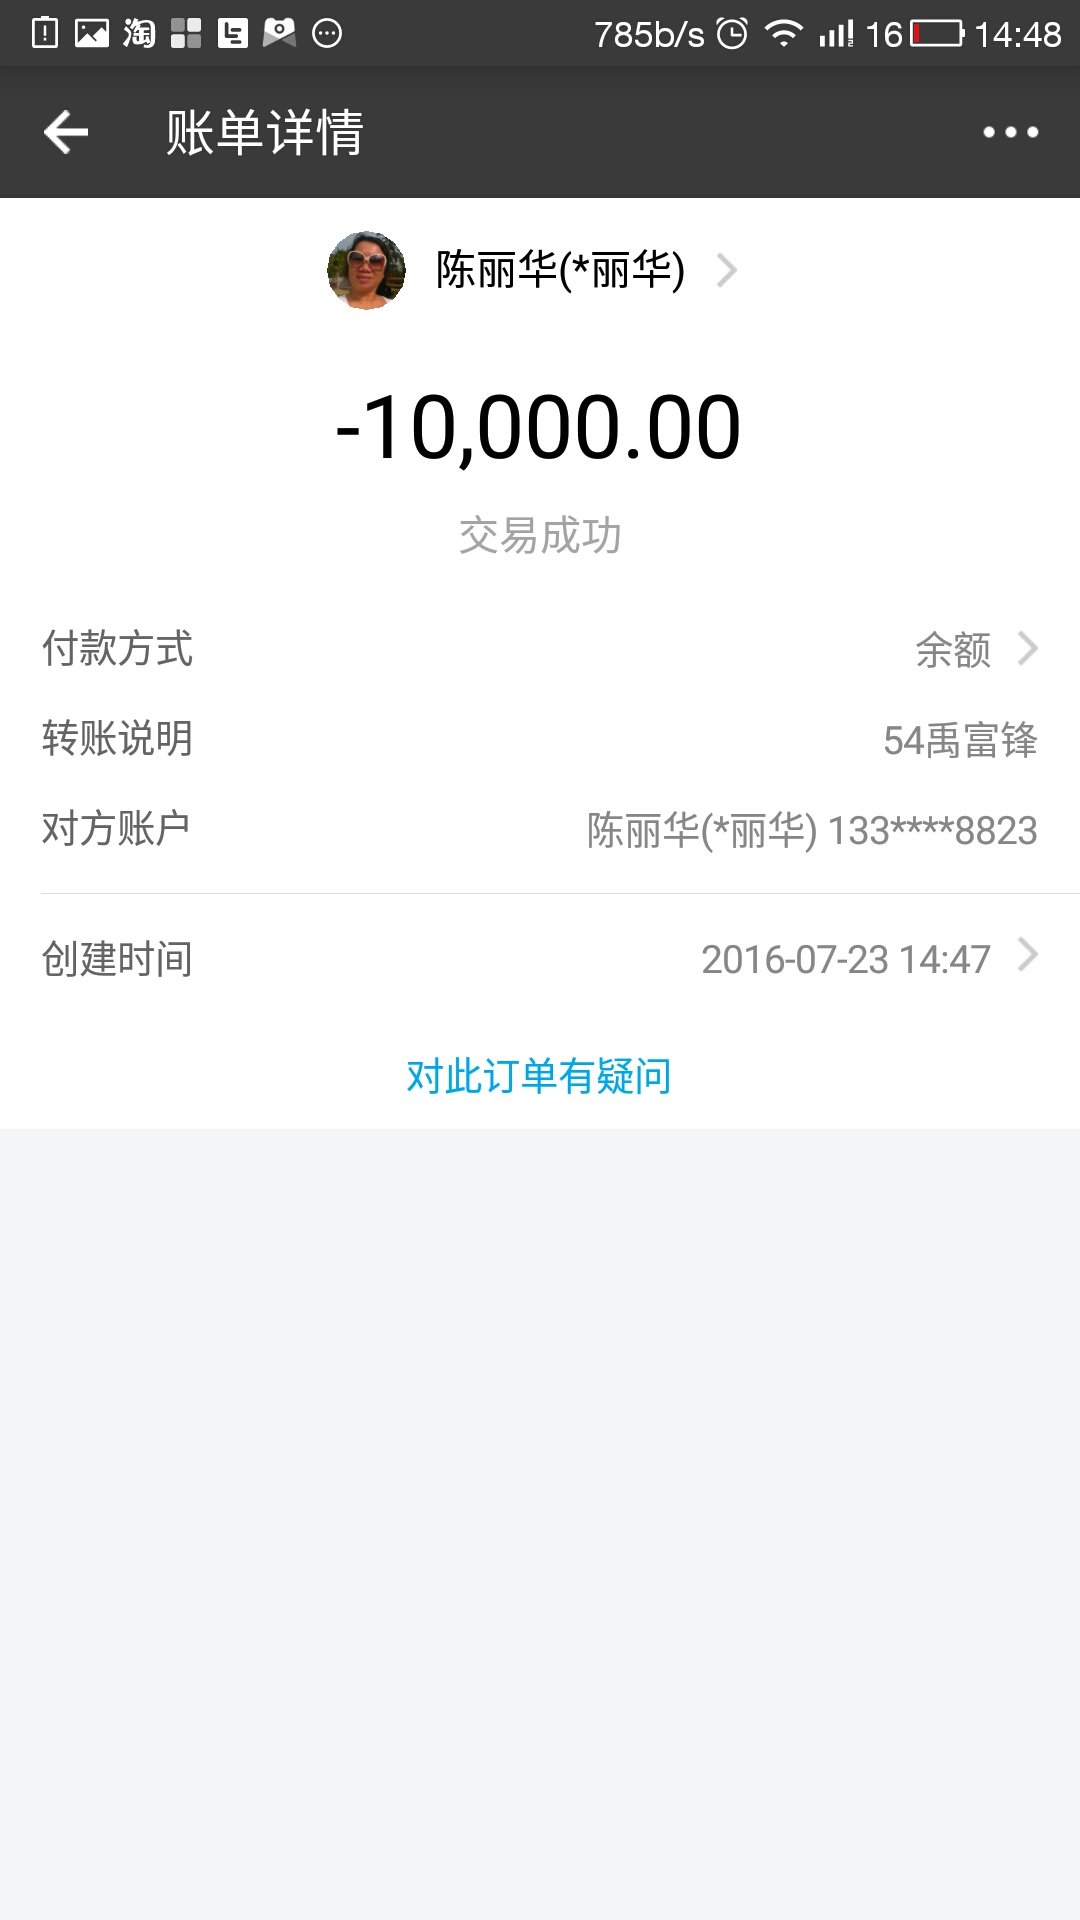 淘 785b/s 16 14:48
账单详情
陈丽华(*丽华)
-10,000.00
交易成功
付款方式 余额
转账说明 54禹富锋
对方账户 陈丽华(*丽华) 133****8823
创建时间 2016-07-23 14:47
对此订单有疑问